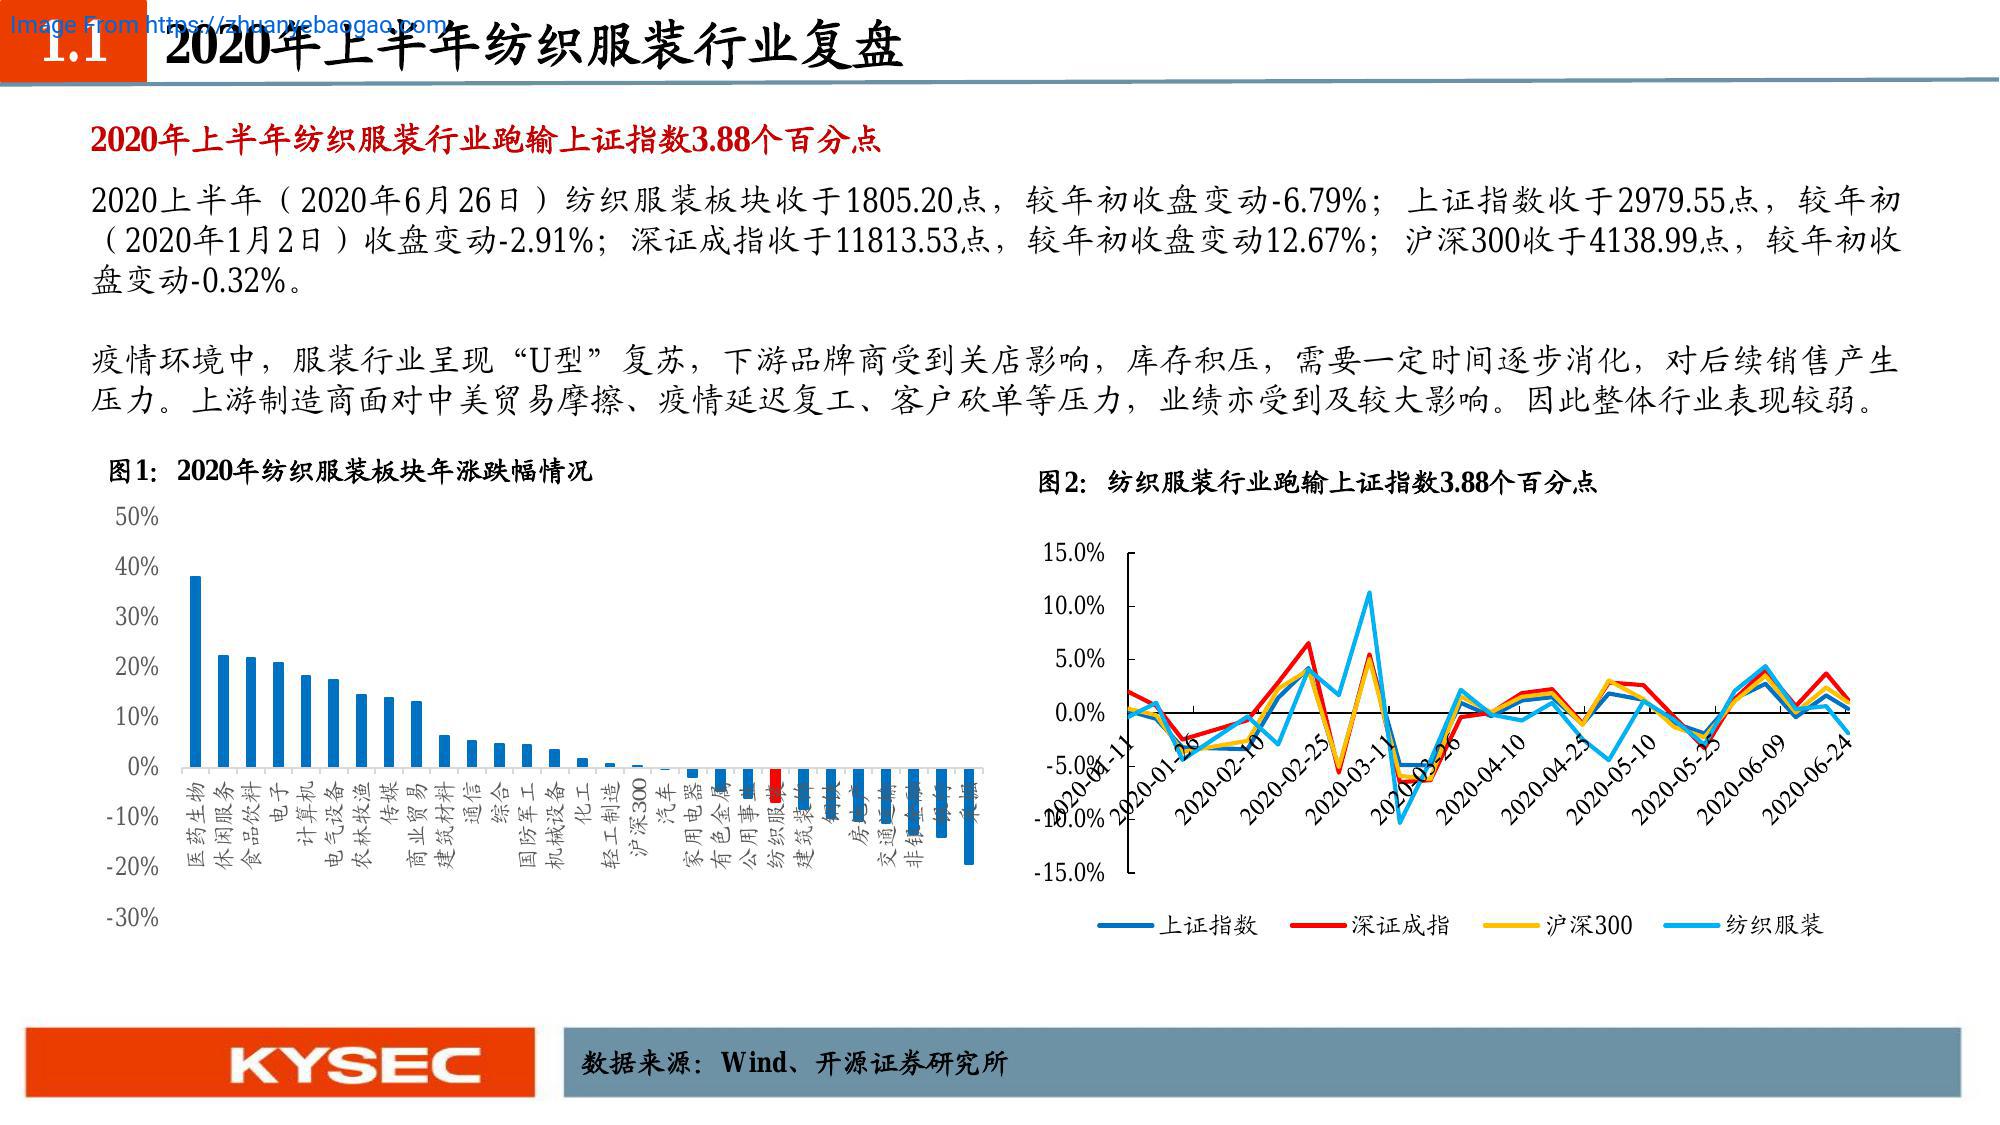 Image From https://zhuanyebaogao.com
1.1
2020年上半年纺织服装行业复盘
2020年上半年纺织服装行业跑输上证指数3.88个百分点
2020上半年（2020年6月26日）纺织服装板块收于1805.20点，较年初收盘变动-6.79%；上证指数收于2979.55点，较年初
（2020年1月2日）收盘变动-2.91%；深证成指收于11813.53点，较年初收盘变动12.67%；沪深300收于4138.99点，较年初收
盘变动-0.32%。
疫情环境中，服装行业呈现“U型”复苏，下游品牌商受到关店影响，库存积压，需要一定时间逐步消化，对后续销售产生
压力。上游制造商面对中美贸易摩擦、疫情延迟复工、客户砍单等压力，业绩亦受到及较大影响。因此整体行业表现较弱。
图1：2020年纺织服装板块年涨跌幅情况
50%
40%
30%
20%
10%
0%
-10%
-20%
-30%
医药生物
休闲服务
食品饮料
电子
计算机
电气设备
农林牧渔
传媒
商业贸易
建筑材料
通信
综合
国防军工
机械设备
化工
轻工制造
沪深300
汽车
家用电器
有色金属
公用事业
纺织服装
建筑装饰
钢铁
房地产
交通运输
非银金融
银行
采掘
图2：纺织服装行业跑输上证指数3.88个百分点
15.0%
10.0%
5.0%
0.0%
-5.0%
-10.0%
-15.0%
2020-01-11
2020-01-26
2020-02-10
2020-02-25
2020-03-11
2020-03-26
2020-04-10
2020-04-25
2020-05-10
2020-05-25
2020-06-09
2020-06-24
上证指数
深证成指
沪深300
纺织服装
KYSEC
数据来源：Wind、开源证券研究所